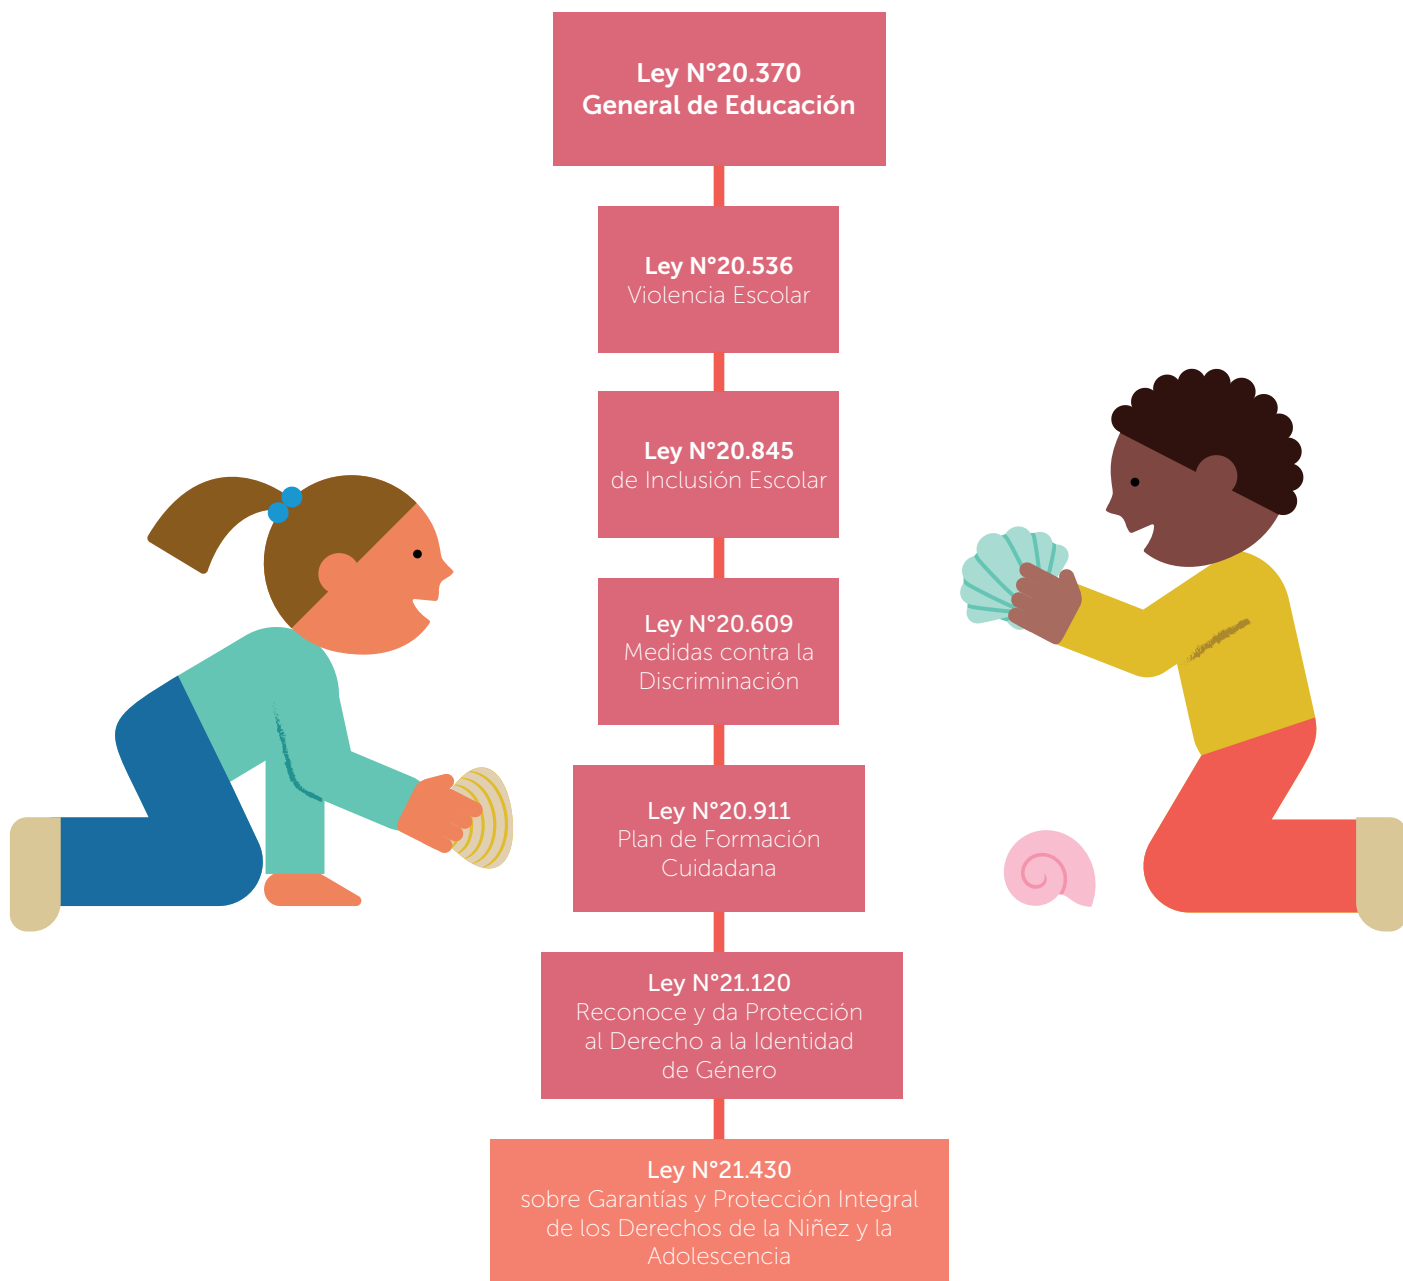 Ley N°20.370
General de Educación
Ley N°20.536
Violencia Escolar
Ley N°20.845
de Inclusión Escolar
Ley N°20.609
Medidas contra la
Discriminación
Ley N°20.911
Plan de Formación
Cuidadana
Ley N°21.120
Reconoce y da Protección
al Derecho a la Identidad
de Género
Ley N°21.430
sobre Garantías y Protección Integral
de los Derechos de la Niñez y la
Adolescencia